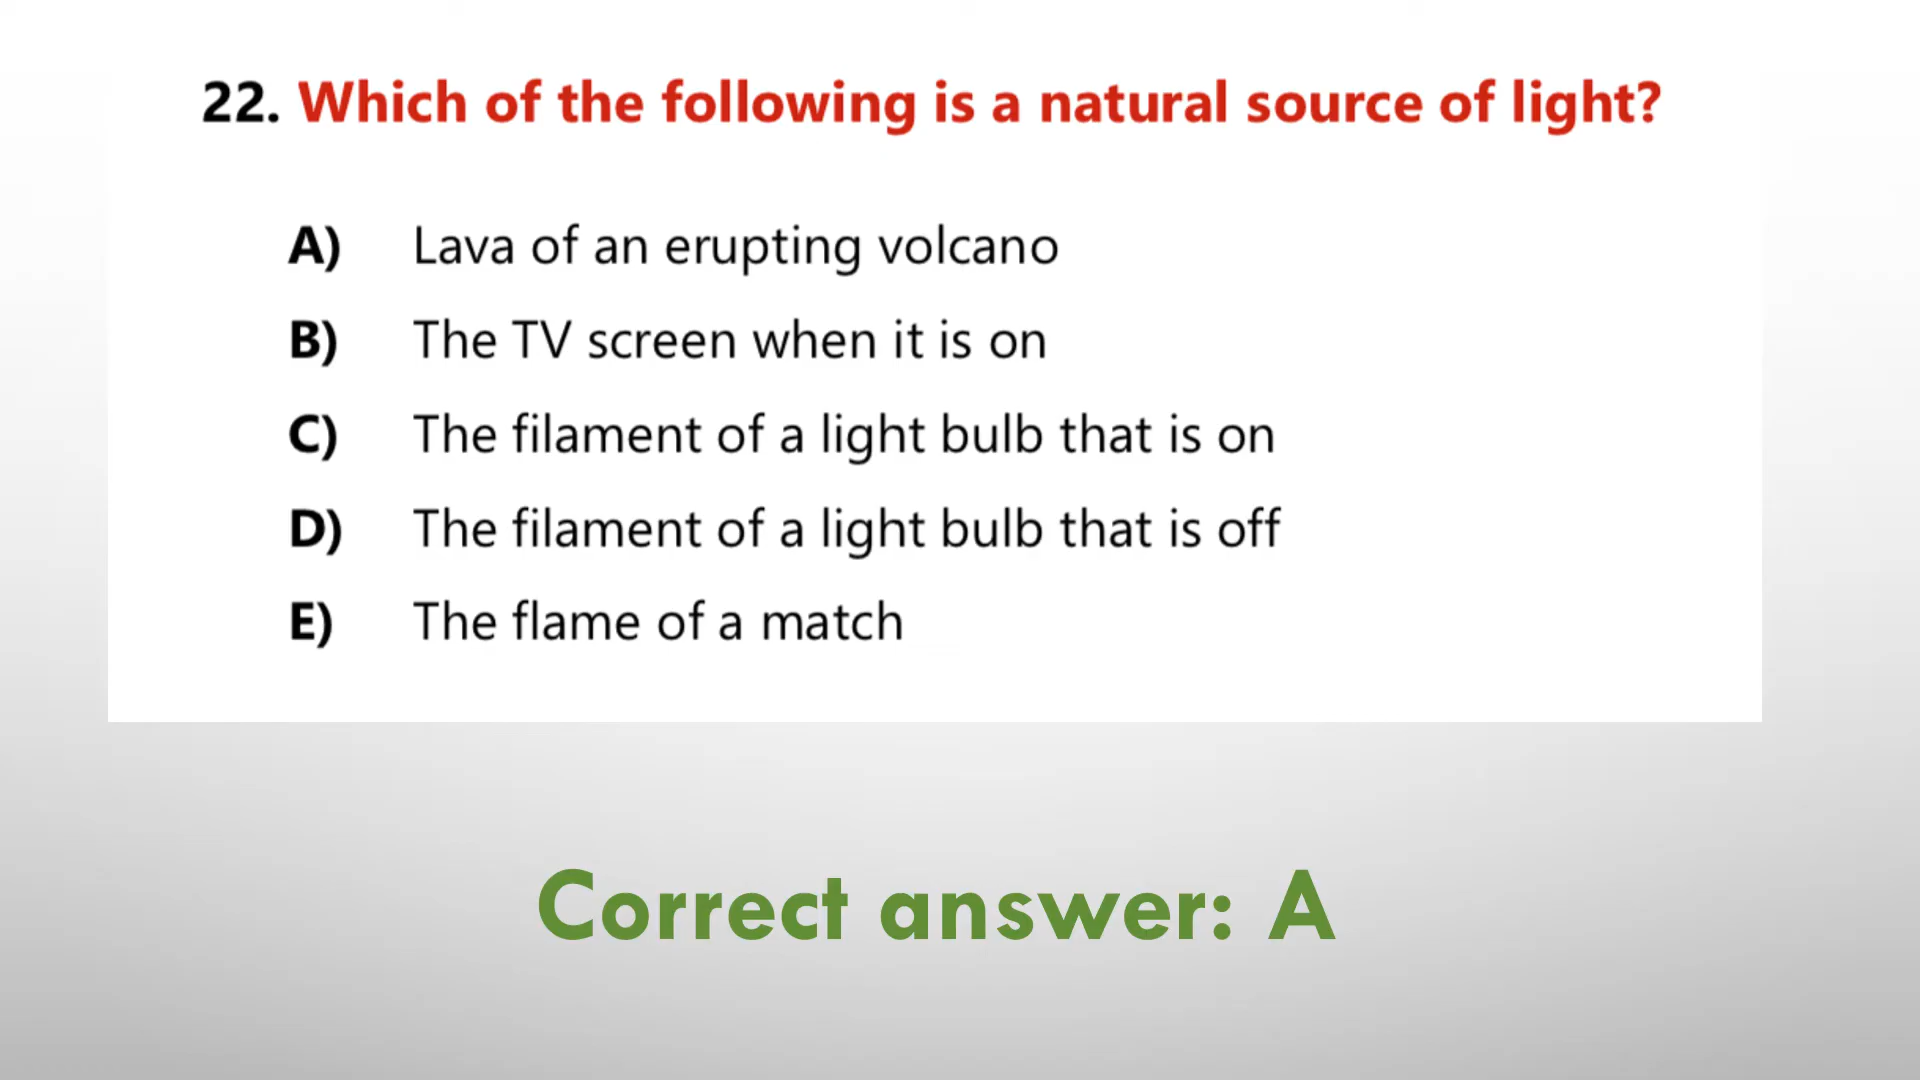 22. Which of the following is a natural source of light?
A) Lava of an erupting volcano
B) The TV screen when it is on
C) The filament of a light bulb that is on
D) The filament of a light bulb that is off
E) The flame of a match
Correct answer: A